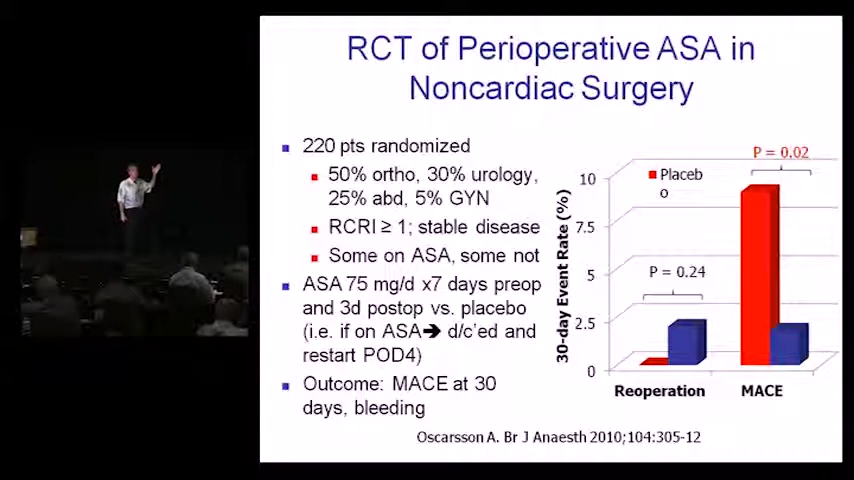 RCT of Perioperative ASA in
Noncardiac Surgery
220 pts randomized
50% ortho, 30% urology,
25% abd, 5% GYN
RCRI ≥ 1; stable disease
Some on ASA, some not
ASA 75 mg/d x7 days preop
and 3d postop vs. placebo
(i.e. if on ASA➔ d/c'ed and
restart POD4)
Outcome: MACE at 30
days, bleeding
P = 0.02
Placeb
o
P = 0.24
30-day Event Rate (%)
10
7.5
5
2.5
0
Reoperation
MACE
Oscarsson A. Br J Anaesth 2010;104:305-12